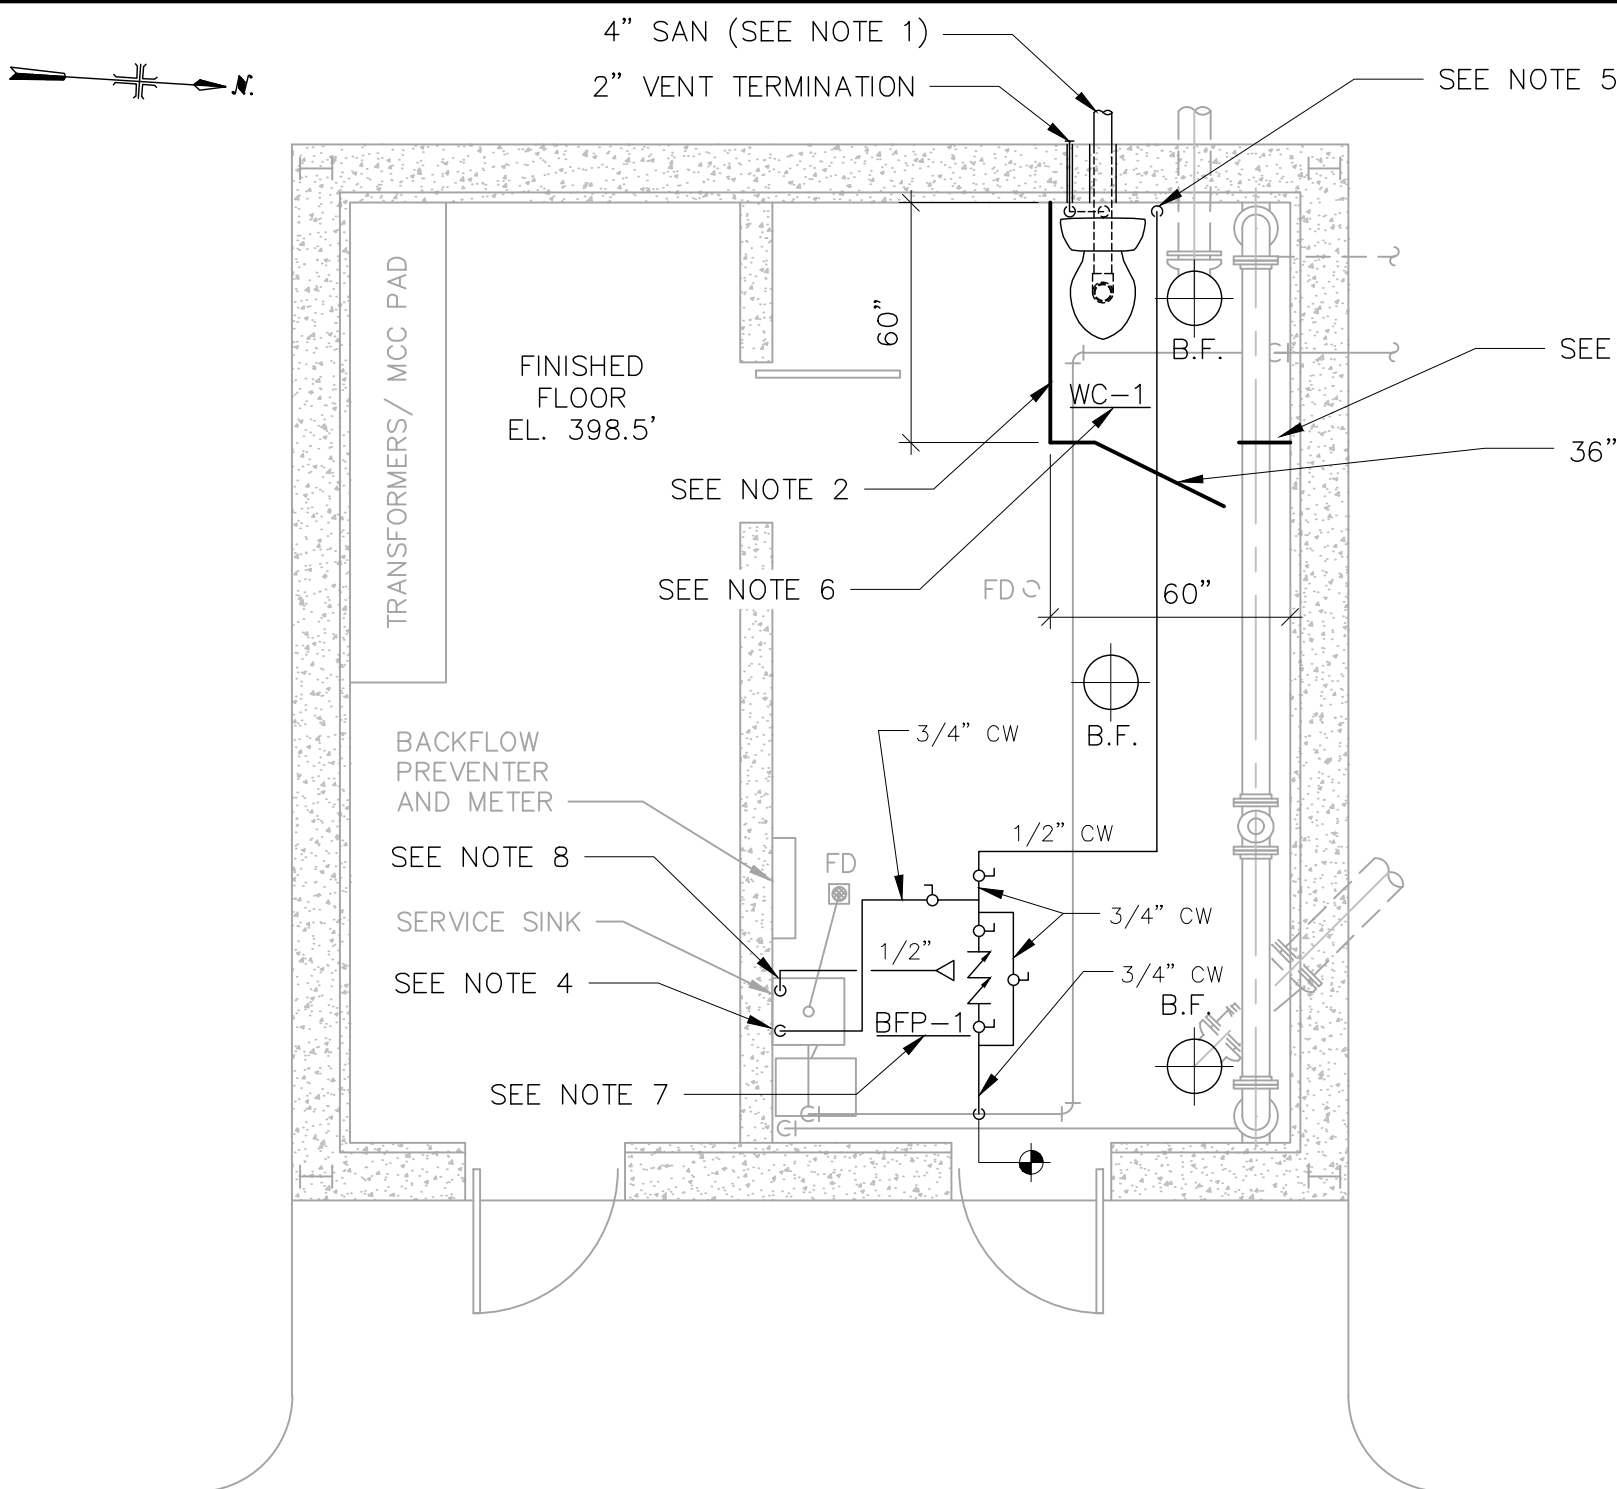 4” SAN (SEE NOTE 1)
2” VENT TERMINATION
SEE NOTE 5
N.
TRANSFORMERS/ MCC PAD
FINISHED
FLOOR
EL. 398.5’
60”
B.F.
SEE
WC-1
36”
SEE NOTE 2
SEE NOTE 6
FD
60”
B.F.
3/4” CW
BACKFLOW
PREVENTER
AND METER
1/2” CW
SEE NOTE 8
FD
SERVICE SINK
3/4” CW
1/2”
SEE NOTE 4
3/4” CW
B.F.
BFP-1
SEE NOTE 7